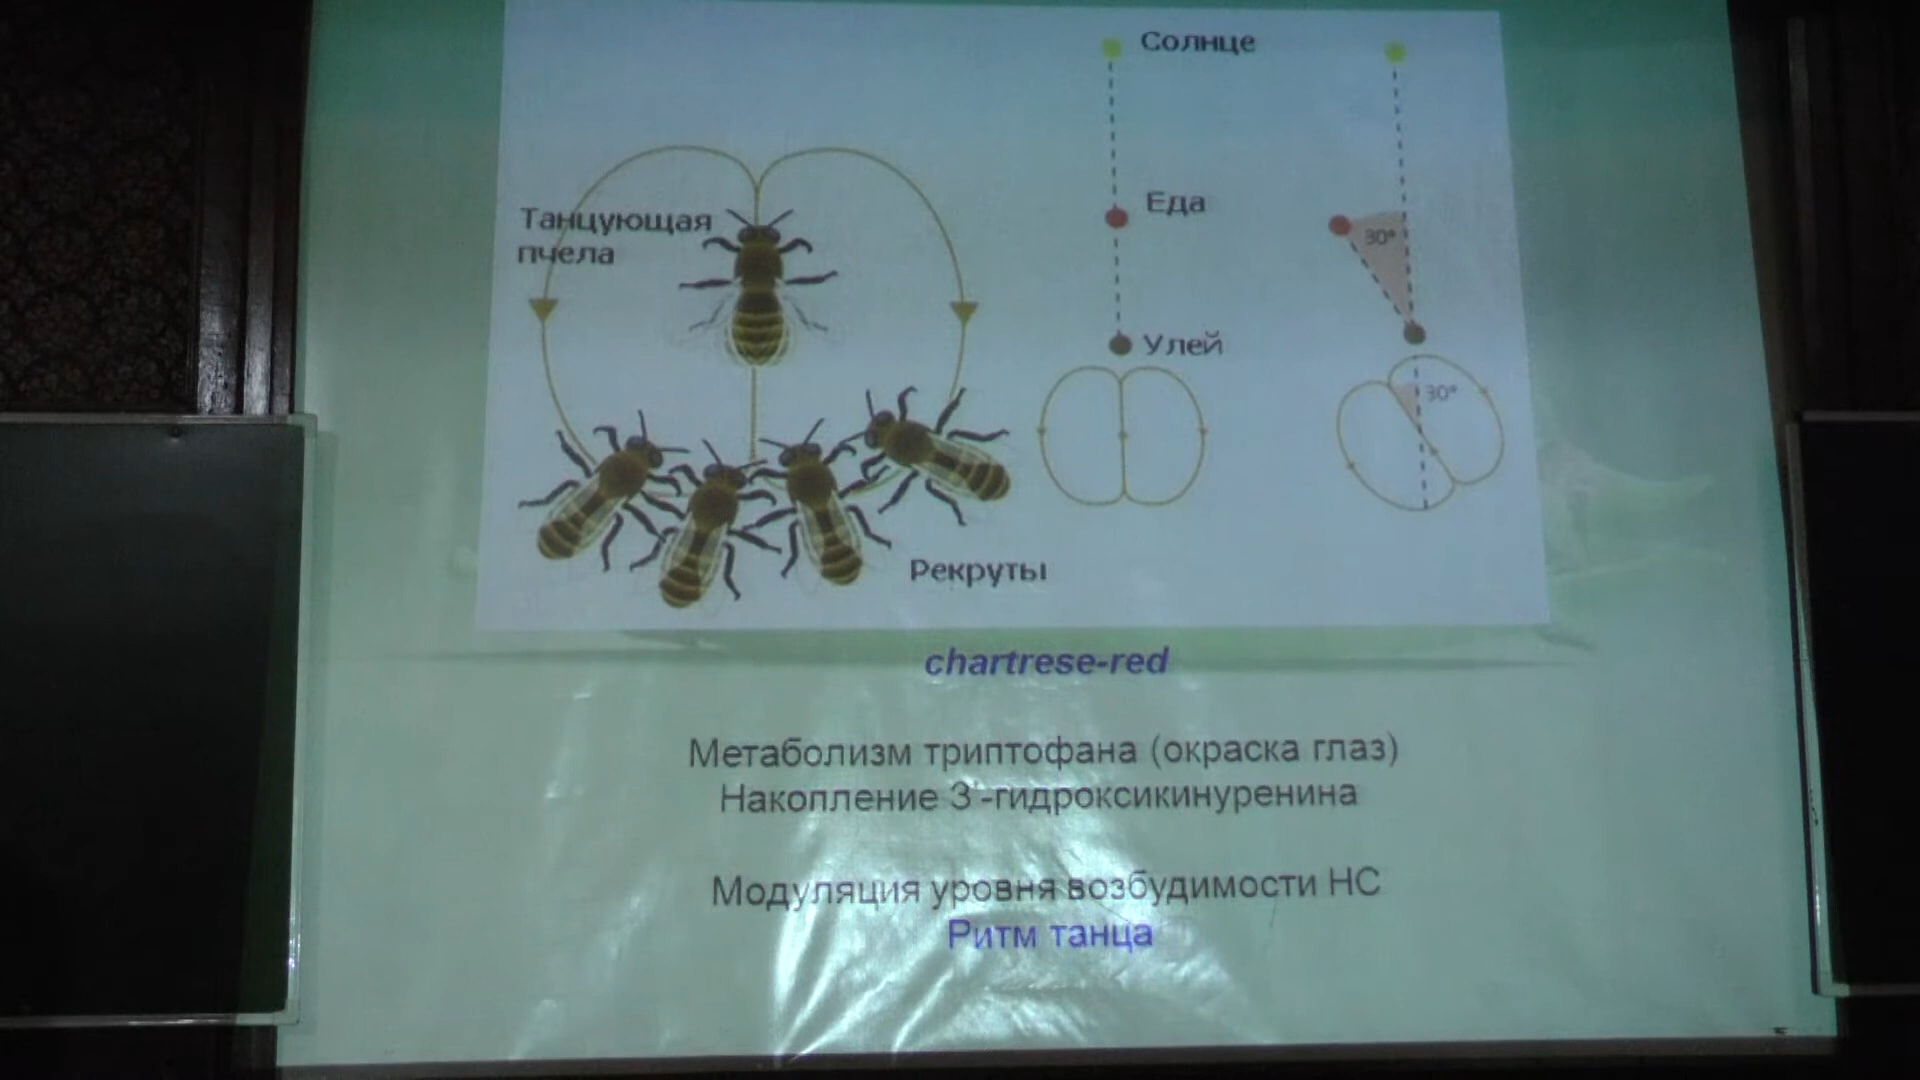 Солнце
Танцующая
пчела
Еда
30°
Улей
30°
Рекруты
chartrese-red
Метаболизм триптофана (окраска глаз)
Накопление 3`-гидроксикинуренина
Модуляция уровня возбудимости НС
Ритм танца